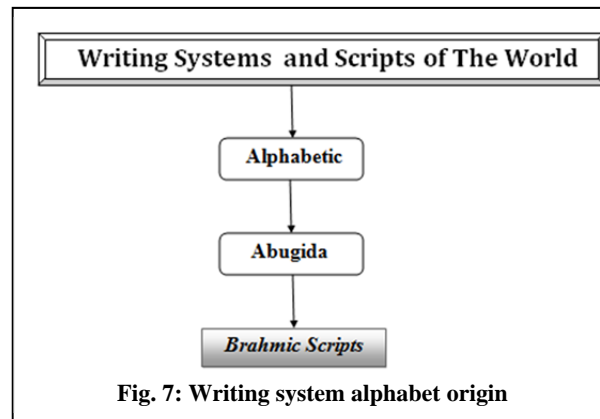 Writing Systems and Scripts of The World
Alphabetic
Abugida
Brahmic Scripts
Fig. 7: Writing system alphabet origin